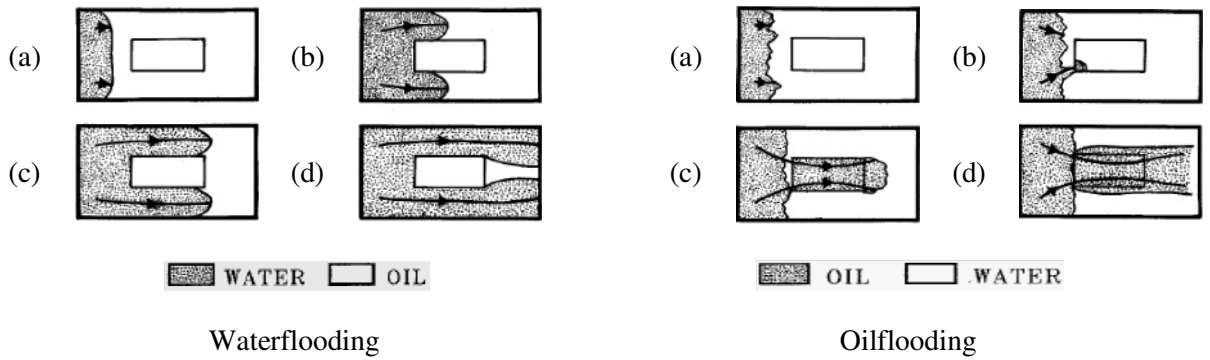 (a) (b) (a) (b)
(c) (d) (c) (d)
WATER OIL OIL WATER
Waterflooding Oilflooding